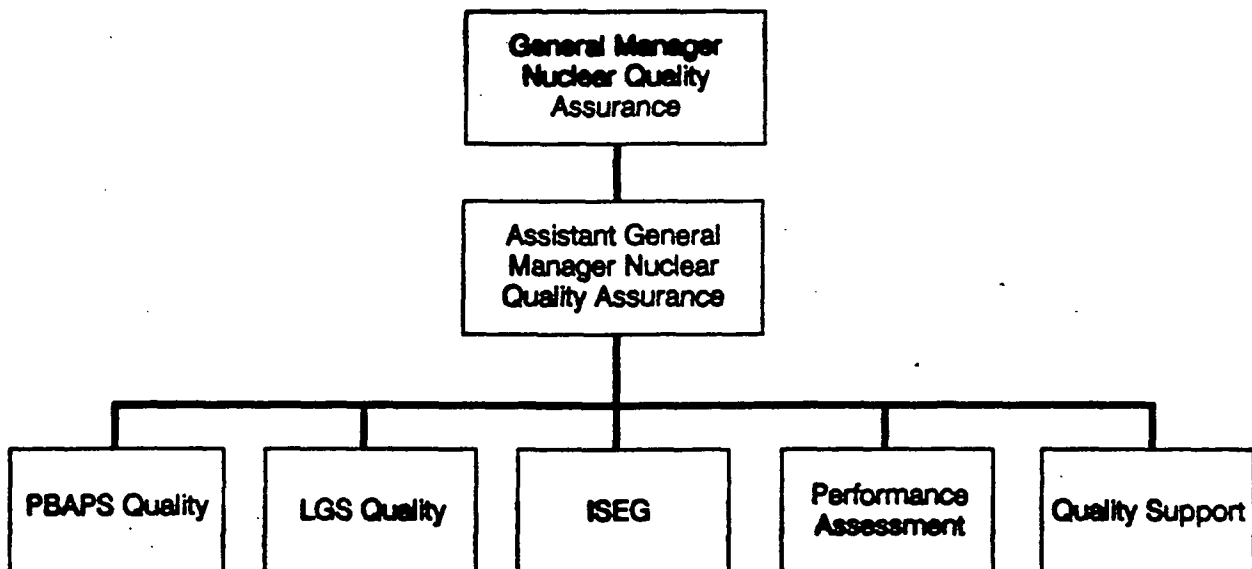 General Manager
Nuclear Quality
Assurance
Assistant General
Manager Nuclear
Quality Assurance
PBAPS Quality
LGS Quality
ISEG
Performance
Assessment
Quality Support